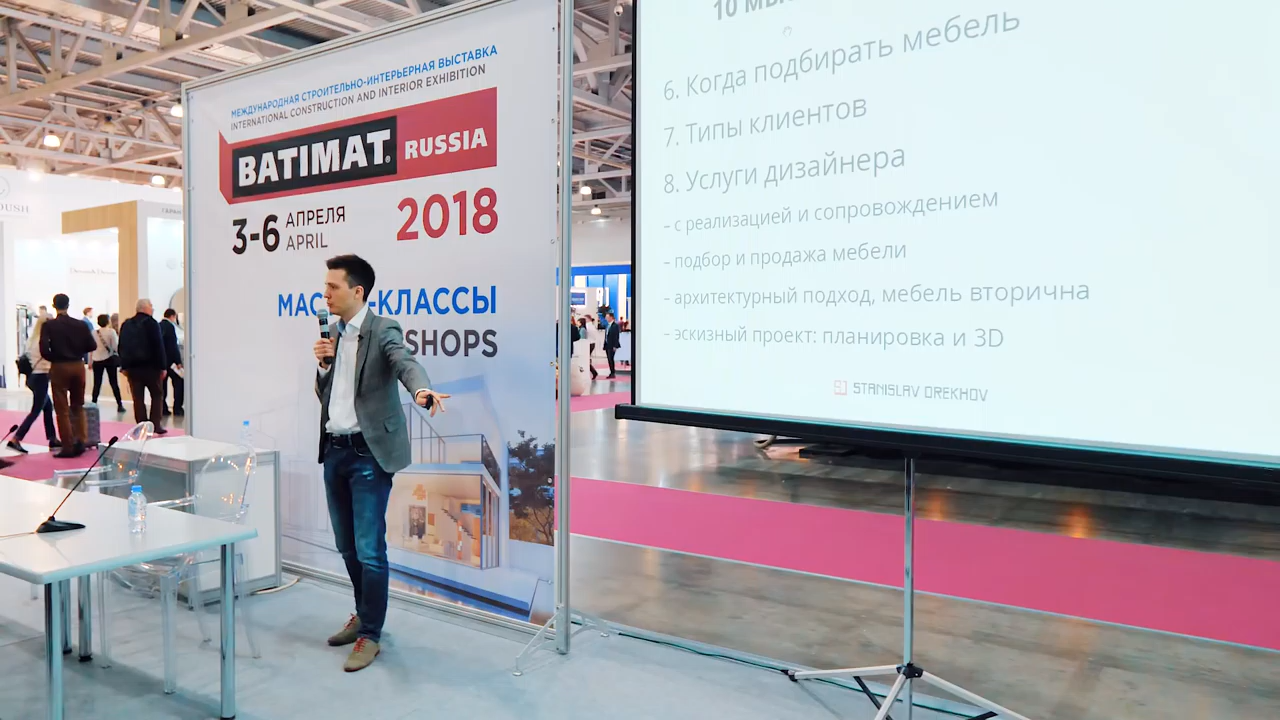 МЕЖДУНАРОДНАЯ СТРОИТЕЛЬНО-ИНТЕРЬЕРНАЯ ВЫСТАВКА
INTERNATIONAL CONSTRUCTION AND INTERIOR EXHIBITION
BATIMAT® RUSSIA
3-6 АПРЕЛЯ
APRIL
2018
КЛАССЫ
10
6. Когда подбирать мебель
7. Типы клиентов
8. Услуги дизайнера
– с реализацией и сопровождением
– подбор и продажа мебели
– архитектурный подход, мебель вторична
– эскизный проект: планировка и 3D
STANISLAV OREKHOV